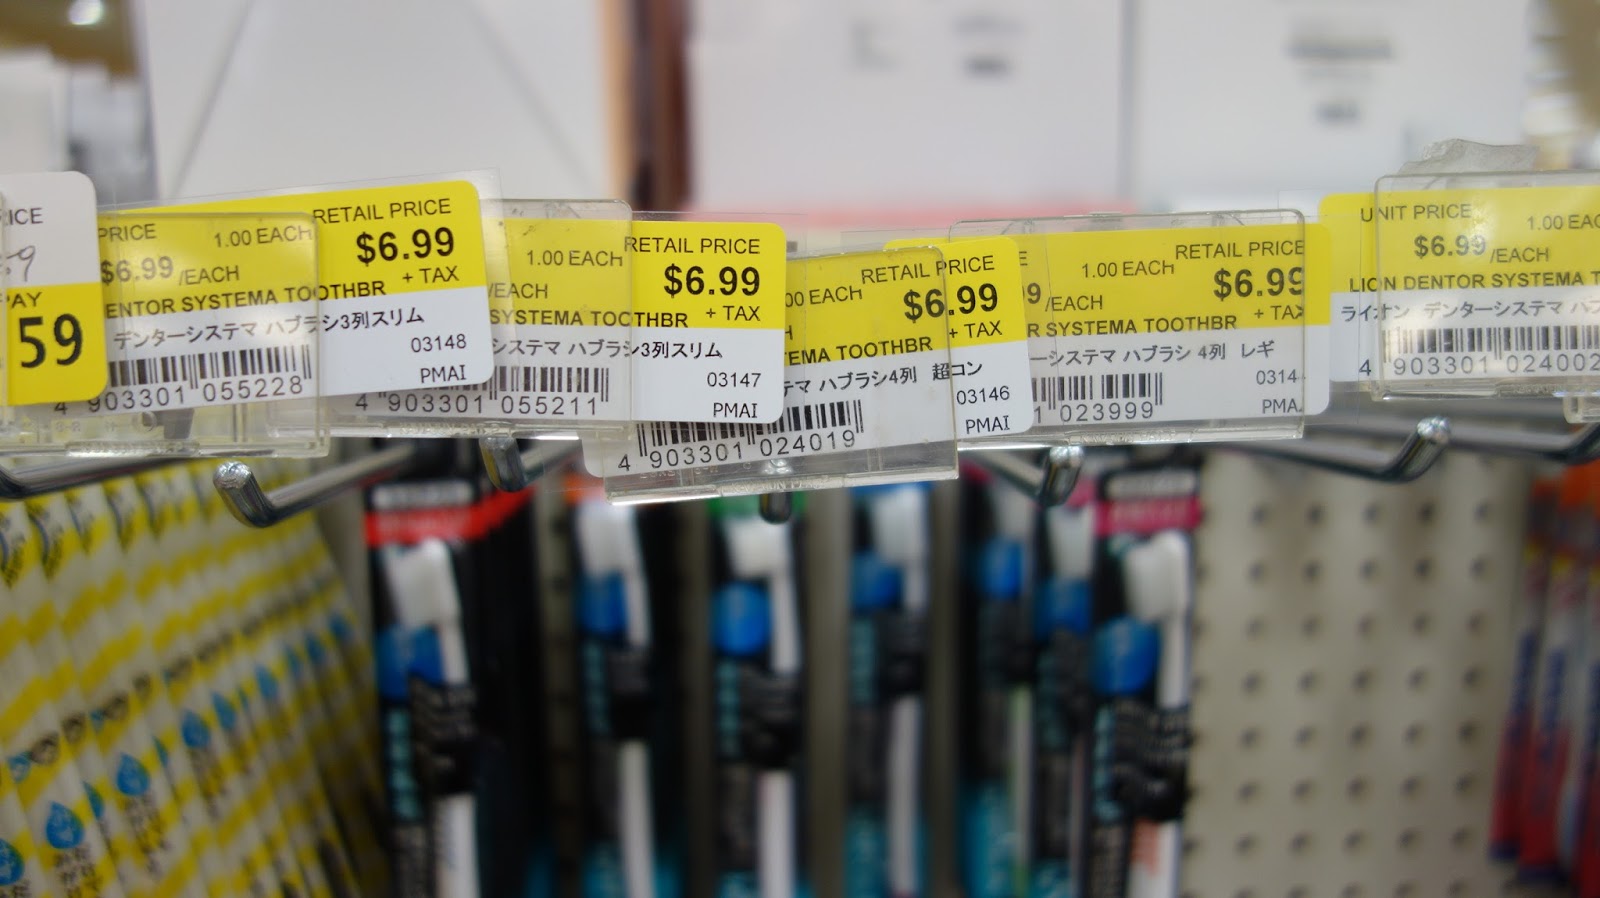 ICE
59
PAY
59
PRICE
1.00 EACH
RETAIL PRICE
$6.99 /EACH
$6.99
+ TAX
ENTOR SYSTEMA TOOTHBR
デンターシステマ ハブラシ3列スリム
03148
PMAI
4 903301 055228
1.00 EACH
RETAIL PRICE
/EACH
$6.99
+ TAX
SYSTEMA TOOTHBR
システマ ハブラシ3列スリム
03147
PMAI
4 903301 055211
00 EACH
RETAIL PRICE
H
$6.99
+ TAX
TEMA TOOTHBR
テマ ハブラシ4列 超コン
03146
PMAI
4 903301 024019
1.00 EACH
RETAIL PRICE
9 /EACH
$6.99
+ TAX
R SYSTEMA TOOTHBR
ーシステマ ハブラシ 4列 レギ
0314
PMA
1 023999
UNIT PRICE
1.00 EACH
$6.99 /EACH
LION DENTOR SYSTEMA T
ライオン デンターシステマ ハブ
4 903301 024002